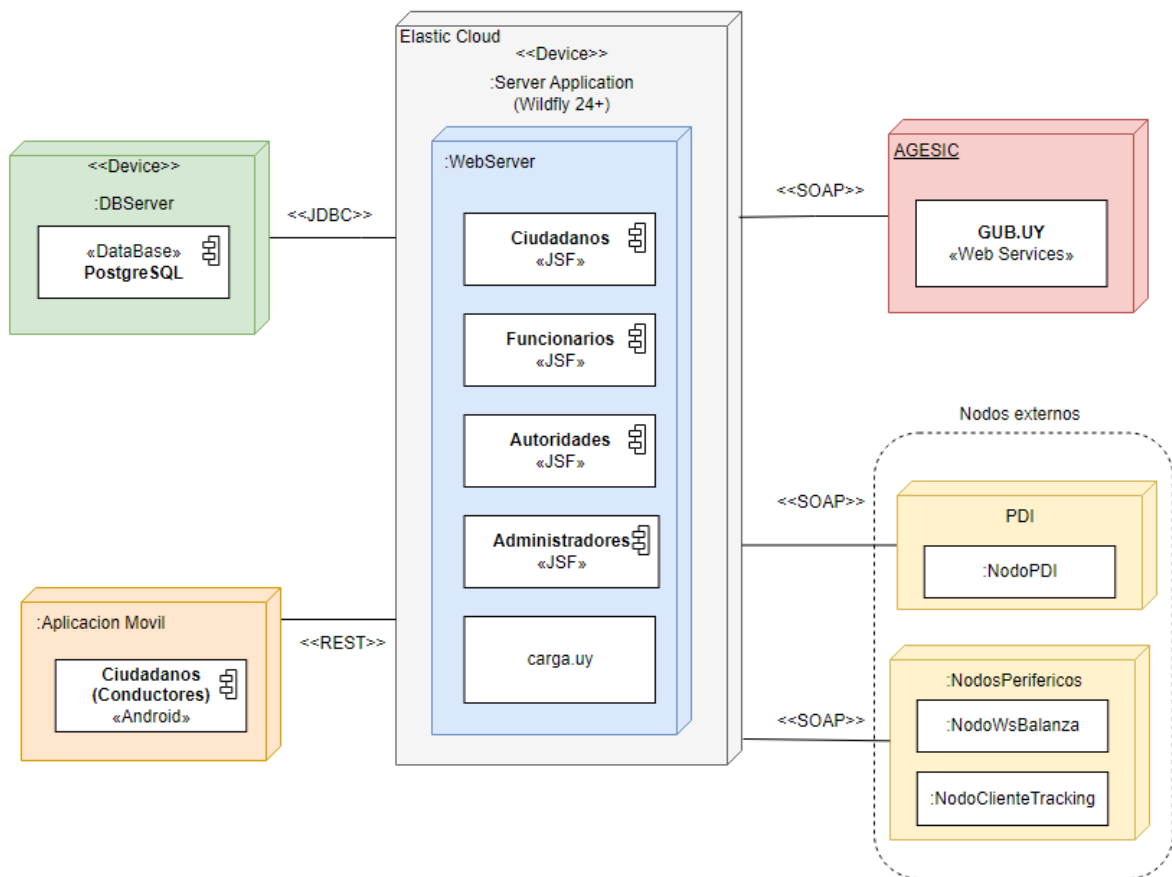 Elastic Cloud
<<Device>>
:Server Application
(Wildfly 24+)
:WebServer
Ciudadanos
«JSF»
Funcionarios
«JSF»
Autoridades
«JSF»
Administradores
«JSF»
carga.uy
<<Device>>
:DBServer
«DataBase»
PostgreSQL
<<JDBC>>
:Aplicacion Movil
Ciudadanos
(Conductores)
«Android»
<<REST>>
<<SOAP>>
AGESIC
GUB.UY
«Web Services»
Nodos externos
<<SOAP>>
PDI
:NodoPDI
<<SOAP>>
:NodosPerifericos
:NodoWsBalanza
:NodoClienteTracking